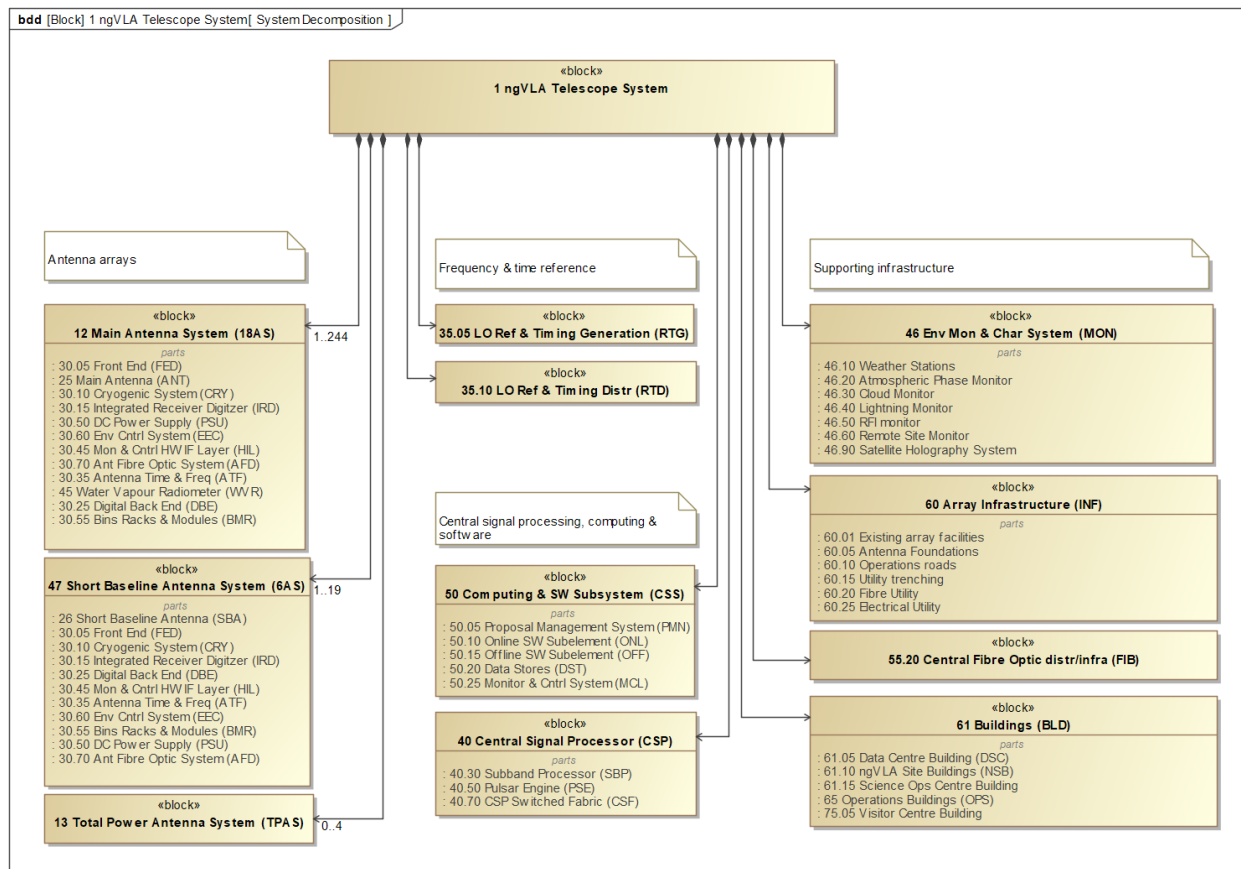 bdd [Block] 1 ngVLA Telescope System[ System Decomposition ]
«block»
1 ngVLA Telescope System
Antenna arrays
«block»
12 Main Antenna System (18AS)
1..244
parts
: 30.05 Front End (FED)
: 25 Main Antenna (ANT)
: 30.10 Cryogenic System (CRY)
: 30.15 Integrated Receiver Digitzer (IRD)
: 30.50 DC Power Supply (PSU)
: 30.60 Env Cntrl System (EEC)
: 30.45 Mon & Cntrl HW IF Layer (HIL)
: 30.70 Ant Fibre Optic System (AFD)
: 30.35 Antenna Time & Freq (ATF)
: 45 Water Vapour Radiometer (WVR)
: 30.25 Digital Back End (DBE)
: 30.55 Bins Racks & Modules (BMR)
«block»
47 Short Baseline Antenna System (6AS)
1..19
parts
: 26 Short Baseline Antenna (SBA)
: 30.05 Front End (FED)
: 30.10 Cryogenic System (CRY)
: 30.15 Integrated Receiver Digitzer (IRD)
: 30.25 Digital Back End (DBE)
: 30.45 Mon & Cntrl HW IF Layer (HIL)
: 30.35 Antenna Time & Freq (ATF)
: 30.60 Env Cntrl System (EEC)
: 30.55 Bins Racks & Modules (BMR)
: 30.50 DC Power Supply (PSU)
: 30.70 Ant Fibre Optic System (AFD)
«block»
13 Total Power Antenna System (TPAS)
0..4
Frequency & time reference
«block»
35.05 LO Ref & Timing Generation (RTG)
«block»
35.10 LO Ref & Timing Distr (RTD)
Central signal processing, computing &
software
«block»
50 Computing & SW Subsystem (CSS)
parts
: 50.05 Proposal Management System (PMN)
: 50.10 Online SW Subelement (ONL)
: 50.15 Offline SW Subelement (OFF)
: 50.20 Data Stores (DST)
: 50.25 Monitor & Cntrl System (MCL)
«block»
40 Central Signal Processor (CSP)
parts
: 40.30 Subband Processor (SBP)
: 40.50 Pulsar Engine (PSE)
: 40.70 CSP Switched Fabric (CSF)
Supporting infrastructure
«block»
46 Env Mon & Char System (MON)
parts
: 46.10 Weather Stations
: 46.20 Atmospheric Phase Monitor
: 46.30 Cloud Monitor
: 46.40 Lightning Monitor
: 46.50 RFI monitor
: 46.60 Remote Site Monitor
: 46.90 Satellite Holography System
«block»
60 Array Infrastructure (INF)
parts
: 60.01 Existing array facilities
: 60.05 Antenna Foundations
: 60.10 Operations roads
: 60.15 Utility trenching
: 60.20 Fibre Utility
: 60.25 Electrical Utility
«block»
55.20 Central Fibre Optic distr/infra (FIB)
«block»
61 Buildings (BLD)
parts
: 61.05 Data Centre Building (DSC)
: 61.10 ngVLA Site Buildings (NSB)
: 61.15 Science Ops Centre Building
: 65 Operations Buildings (OPS)
: 75.05 Visitor Centre Building